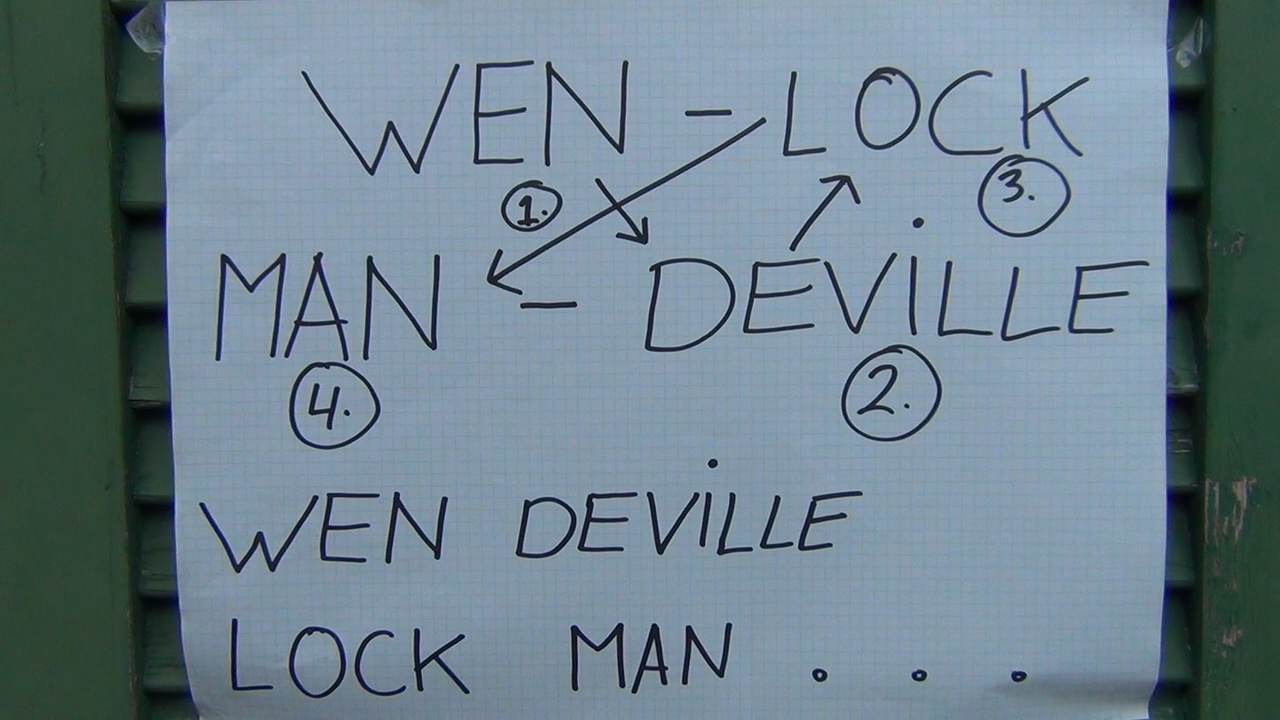 WEN - LOCK
1. 3.
MAN - DEViLLE
4. 2.
WEN DEViLLE
LOCK MAN . . .